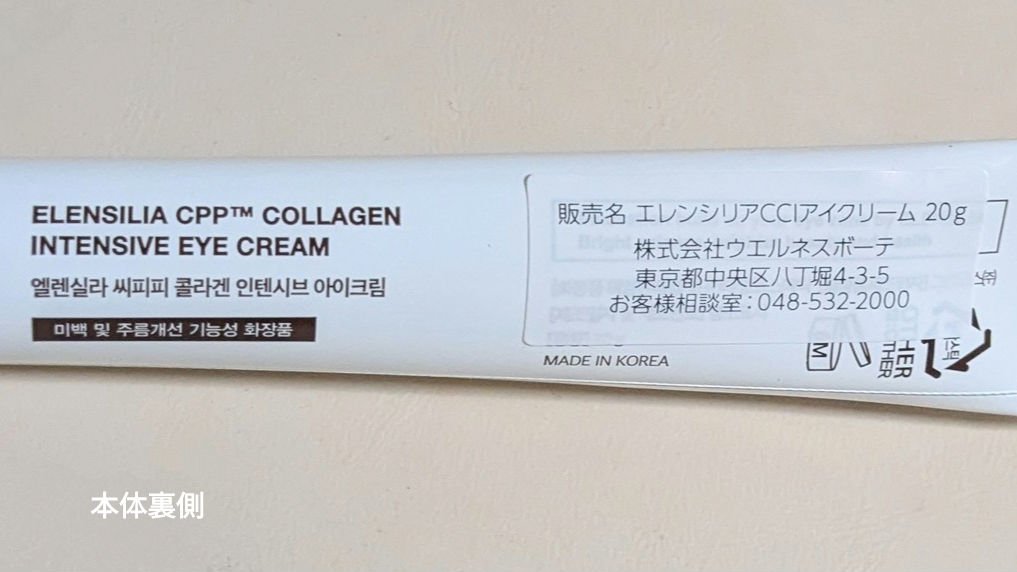 ELENSILIA CPP™ COLLAGEN
INTENSIVE EYE CREAM
엘렌실라 씨피피 콜라겐 인텐시브 아이크림
미백 및 주름개선 기능성 화장품
販売名 エレンシリアCCIアイクリーム 20g
株式会社ウエルネスボーテ
東京都中央区八丁堀4-3-5
お客様相談室：048-532-2000
MADE IN KOREA
本体裏側